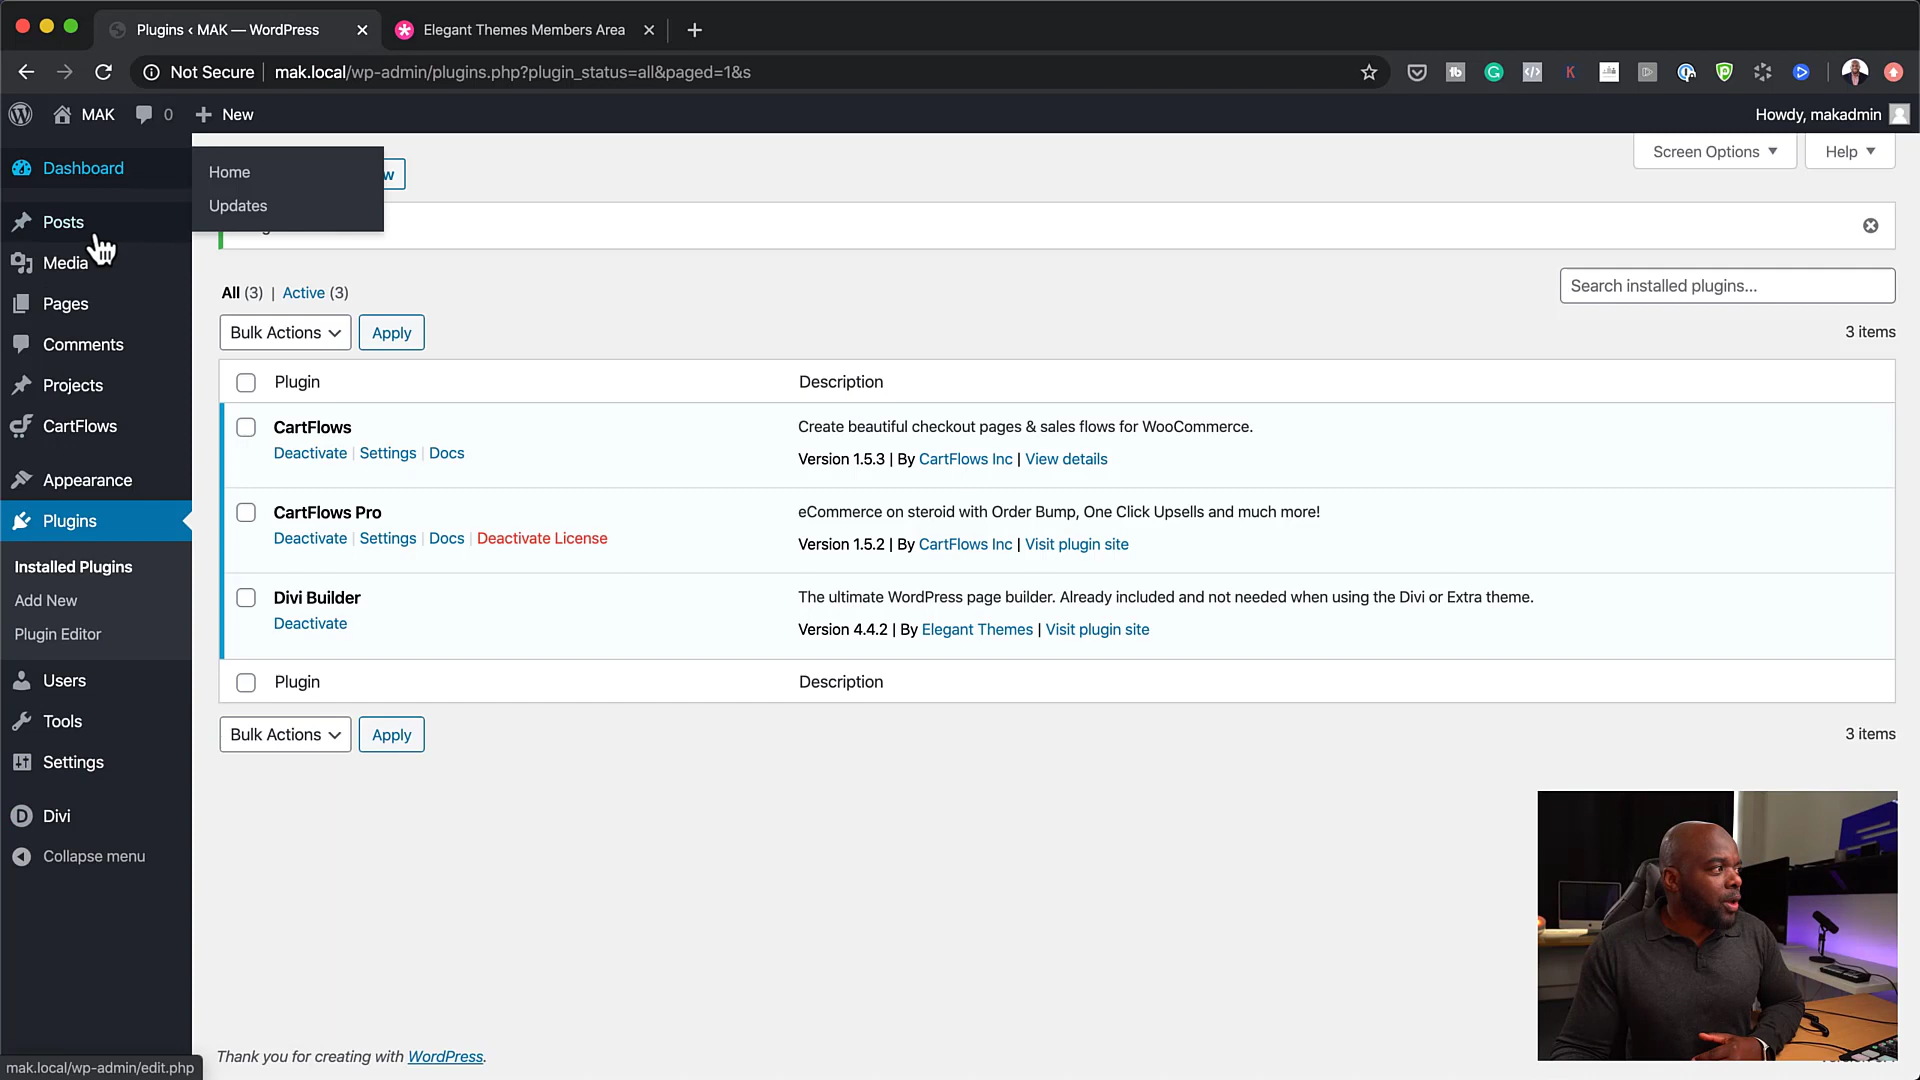 Plugins ‹ MAK — WordPress
Elegant Themes Members Area
Not Secure
mak.local/wp-admin/plugins.php?plugin_status=all&paged=1&s
MAK
0
New
Howdy, makadmin
Dashboard
Home
Updates
w
Screen Options
Help
Posts
Media
Pages
Comments
Projects
CartFlows
Appearance
Plugins
Installed Plugins
Add New
Plugin Editor
Users
Tools
Settings
Divi
Collapse menu
All (3) | Active (3)
Search installed plugins...
Bulk Actions
Apply
3 items
Plugin
Description
CartFlows
Deactivate | Settings | Docs
Create beautiful checkout pages & sales flows for WooCommerce.
Version 1.5.3 | By CartFlows Inc | View details
CartFlows Pro
Deactivate | Settings | Docs | Deactivate License
eCommerce on steroid with Order Bump, One Click Upsells and much more!
Version 1.5.2 | By CartFlows Inc | Visit plugin site
Divi Builder
Deactivate
The ultimate WordPress page builder. Already included and not needed when using the Divi or Extra theme.
Version 4.4.2 | By Elegant Themes | Visit plugin site
Plugin
Description
Bulk Actions
Apply
3 items
Thank you for creating with WordPress.
mak.local/wp-admin/edit.php